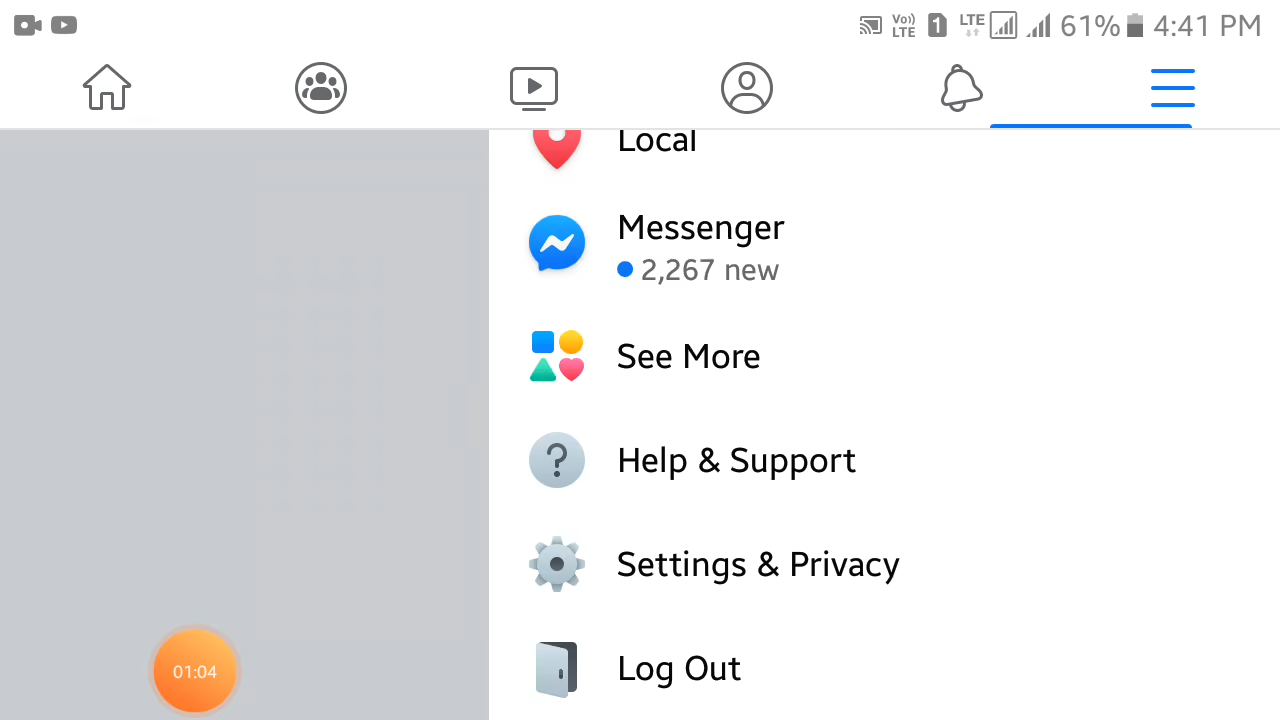 Vo)) LTE 1 LTE 61% 4:41 PM
Local
Messenger
2,267 new
See More
?
Help & Support
Settings & Privacy
Log Out
01:04